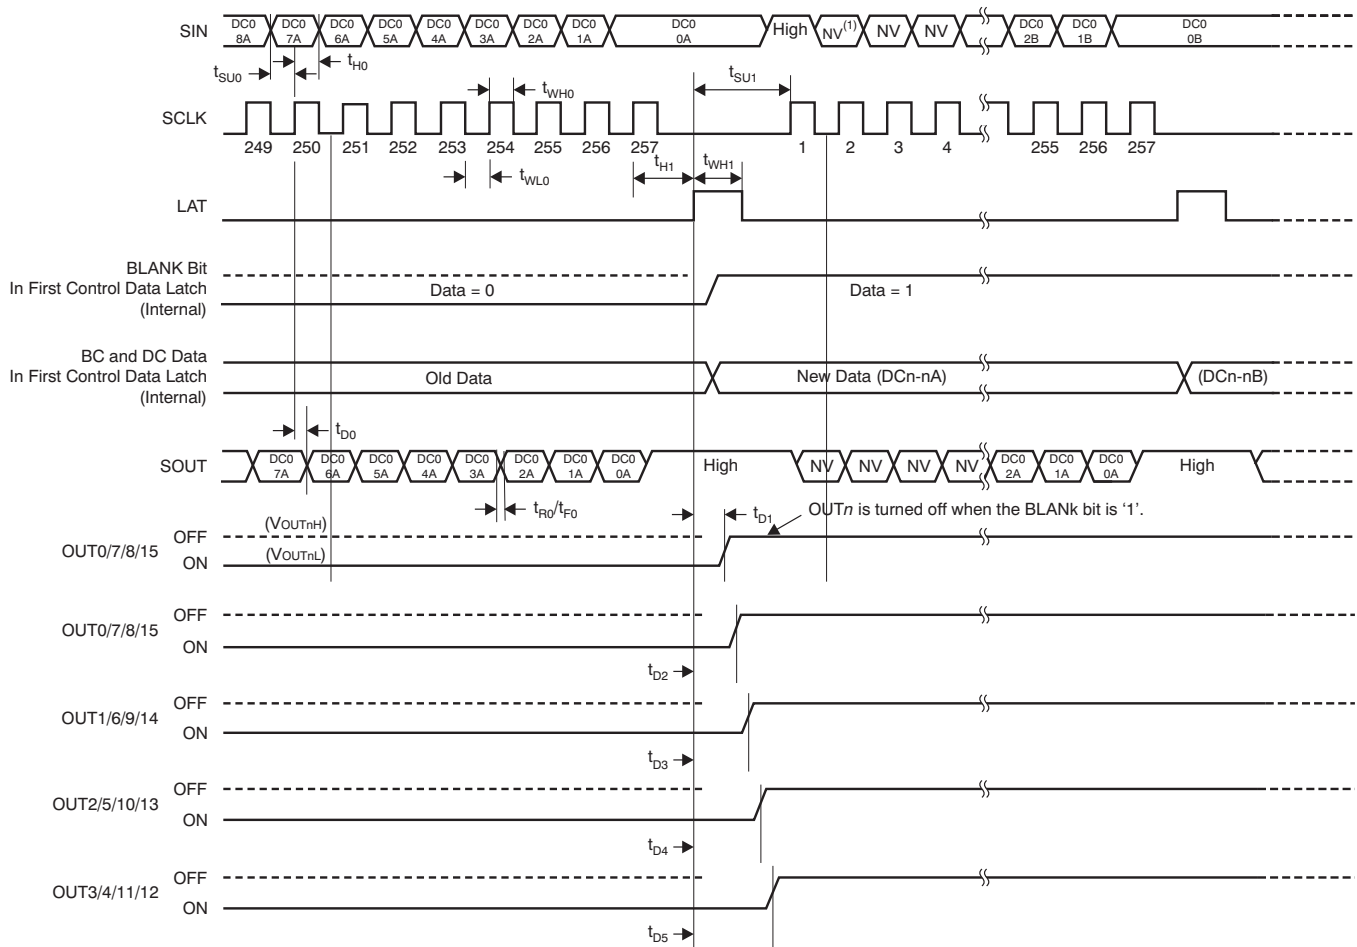 SIN
DC0 8A DC0 7A DC0 6A DC0 5A DC0 4A DC0 3A DC0 2A DC0 1A DC0 0A High NV(1) NV NV DC0 2B DC0 1B DC0 0B
tSU0 tH0 tWH0 tSU1
SCLK
249 250 251 252 253 254 255 256 257 1 2 3 4 255 256 257
tWL0 tH1 tWH1
LAT
BLANK Bit
In First Control Data Latch
(Internal)
Data = 0 Data = 1
BC and DC Data
In First Control Data Latch
(Internal)
Old Data New Data (DCn-nA) (DCn-nB)
tD0
SOUT
DC0 7A DC0 6A DC0 5A DC0 4A DC0 3A DC0 2A DC0 1A DC0 0A High NV NV NV NV DC0 2A DC0 1A DC0 0A High
tR0/tF0 tD1 OUTn is turned off when the BLANk bit is ‘1’.
OUT0/7/8/15 OFF (VOUTnH)
ON (VOUTnL)
OUT0/7/8/15 OFF
ON
tD2
OUT1/6/9/14 OFF
ON
tD3
OUT2/5/10/13 OFF
ON
tD4
OUT3/4/11/12 OFF
ON
tD5